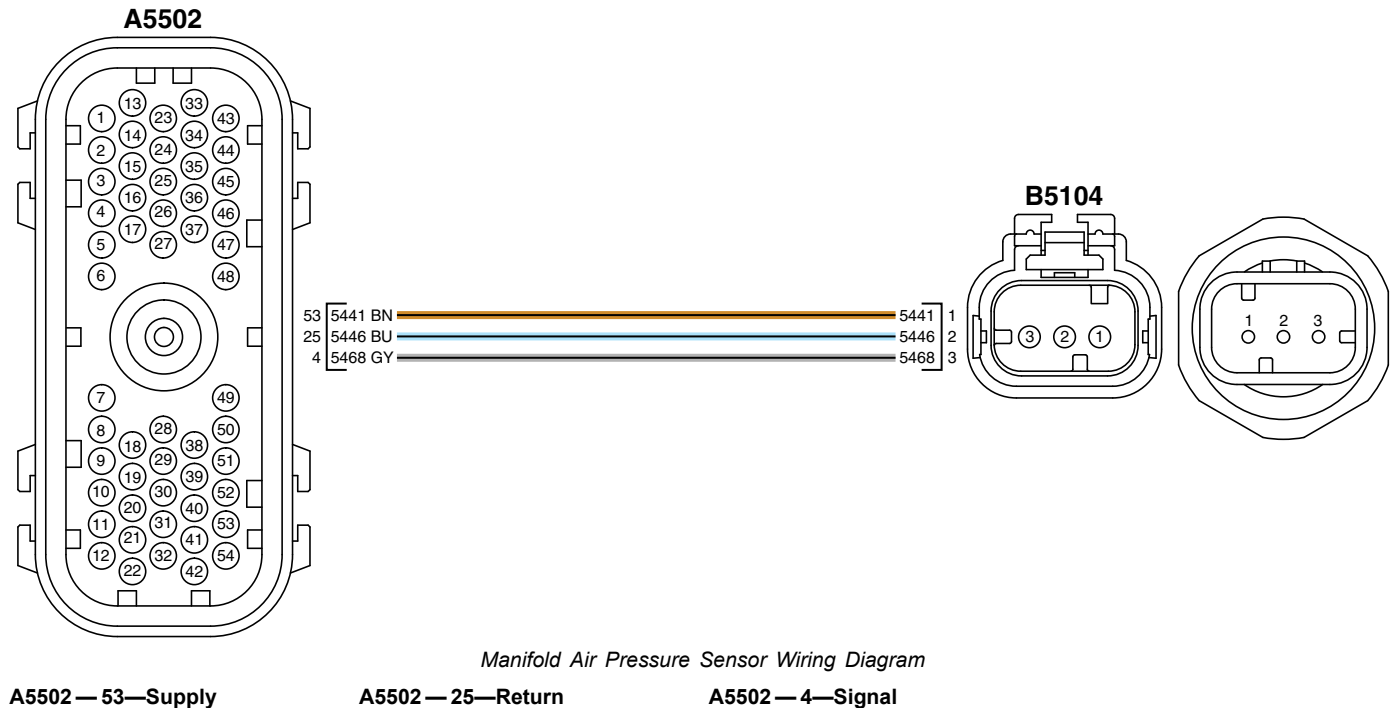 A5502
13 33
1 23 43
14 34
2 24 44
15 35
3 25 45
16 36
4 26 46
17 37
5 27 47
6 48
B5104
53 5441 BN 5441 1
25 5446 BU 5446 2
4 5468 GY 5468 3
3 2 1
1 2 3
7 49
8 28 50
18 38
9 29 51
19 39
10 30 52
20 40
11 31 53
21 41
12 32 54
22 42
Manifold Air Pressure Sensor Wiring Diagram
A5502 — 53—Supply A5502 — 25—Return A5502 — 4—Signal